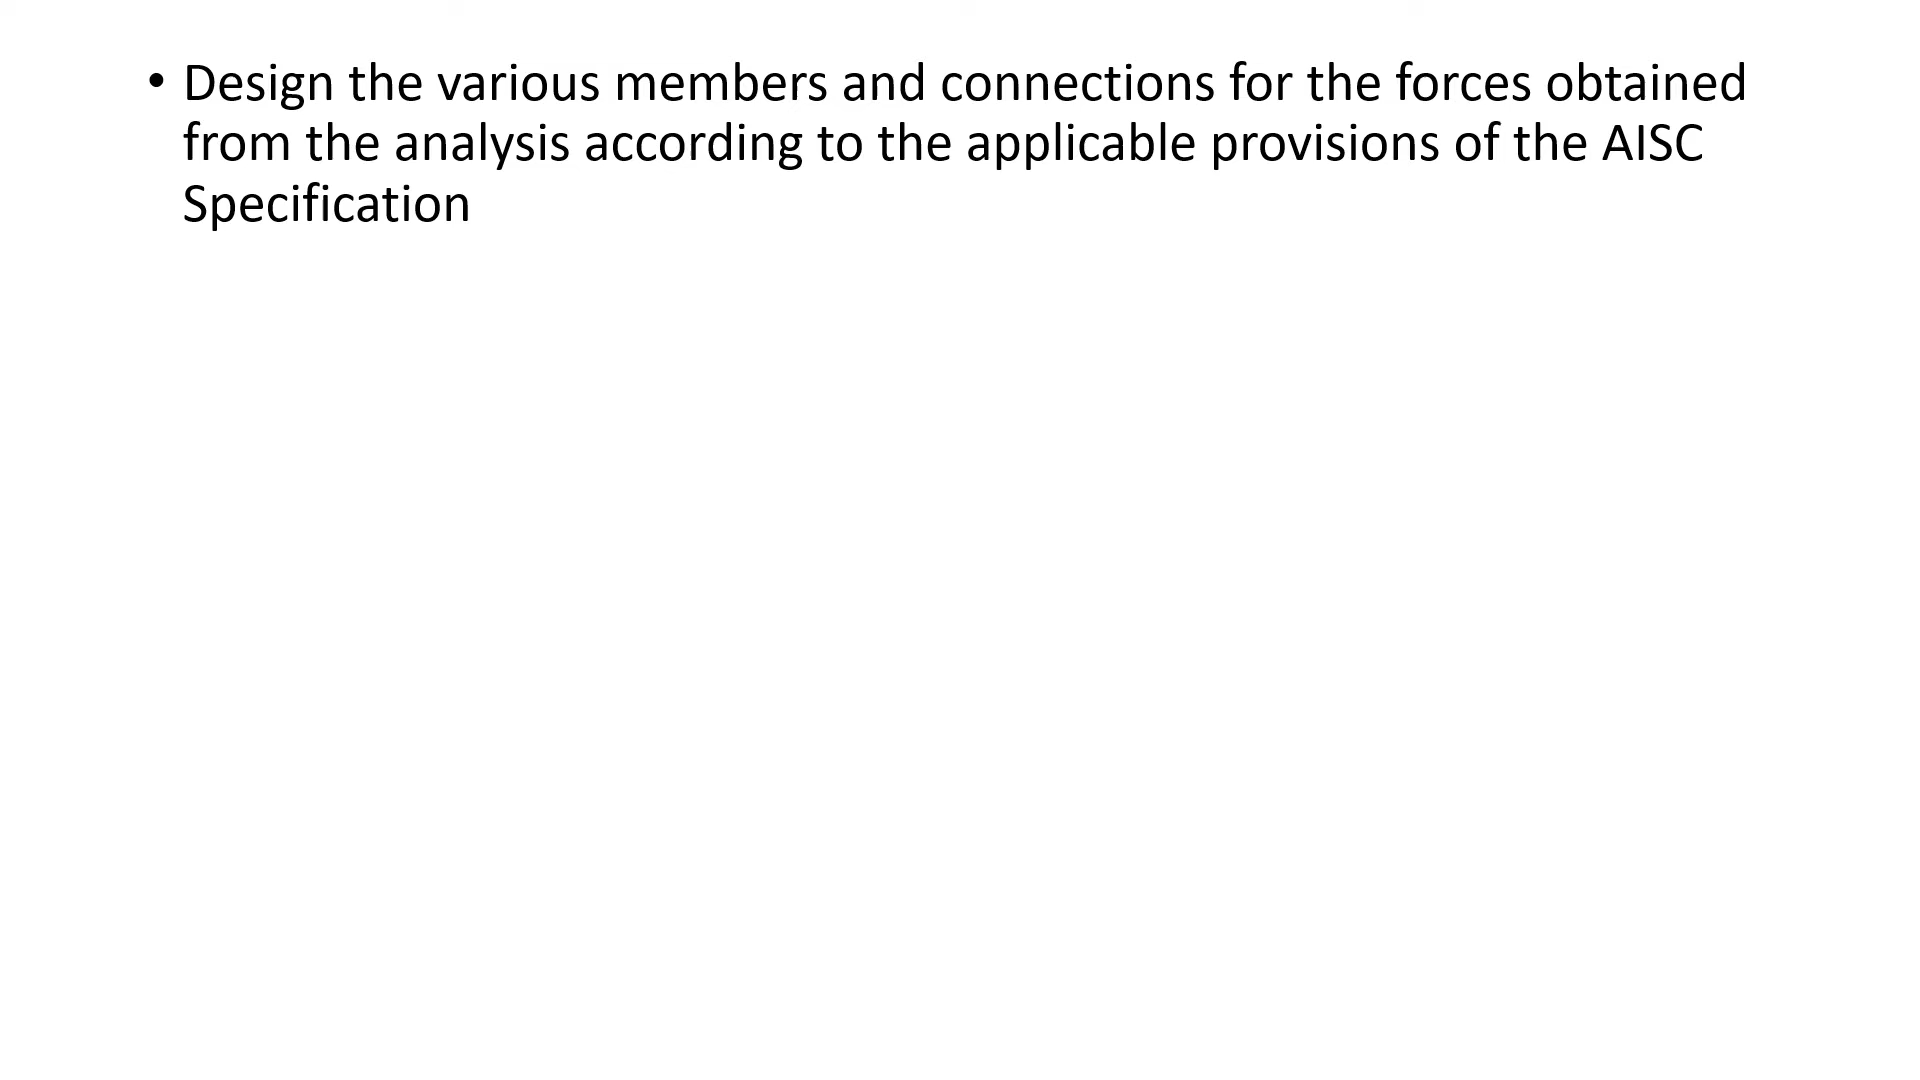 • Design the various members and connections for the forces obtained
from the analysis according to the applicable provisions of the AISC
Specification